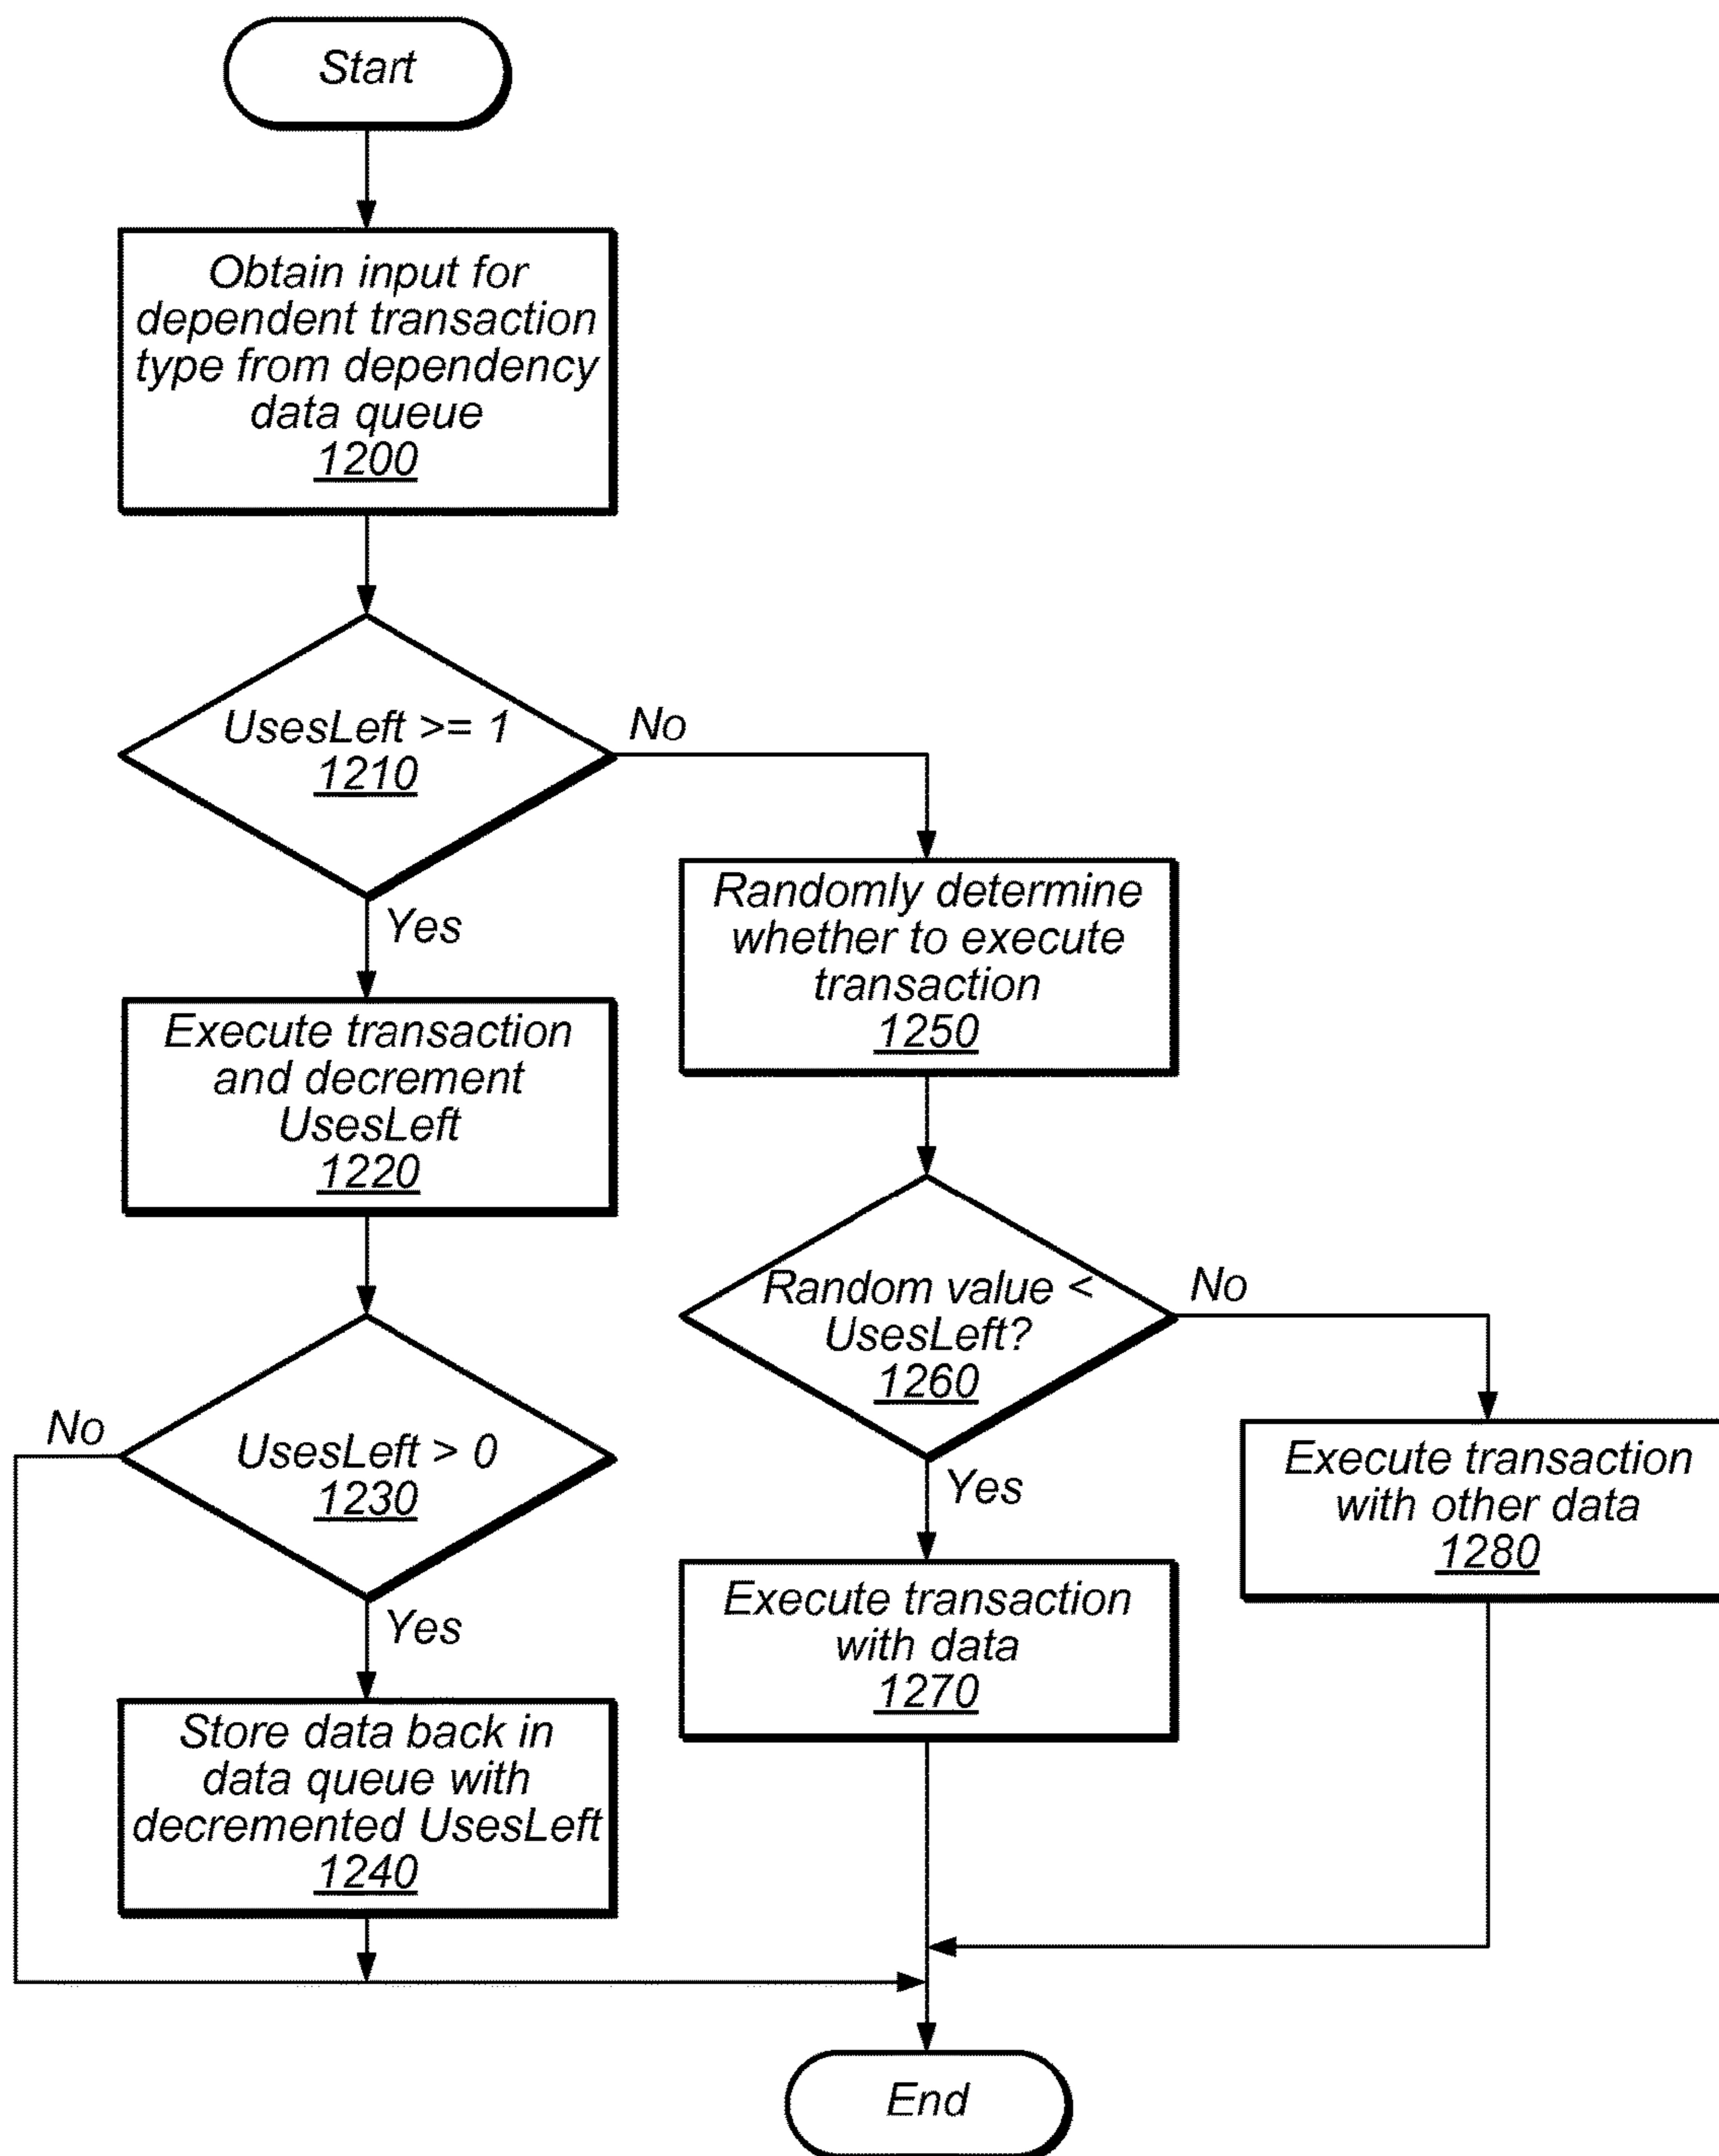 Start
Obtain input for
dependent transaction
type from dependency
data queue
1200
UsesLeft >= 1
1210
No
Yes
Randomly determine
whether to execute
transaction
1250
Execute transaction
and decrement
UsesLeft
1220
Random value <
UsesLeft?
1260
No
Yes
UsesLeft > 0
1230
No
Yes
Execute transaction
with other data
1280
Execute transaction
with data
1270
Store data back in
data queue with
decremented UsesLeft
1240
End